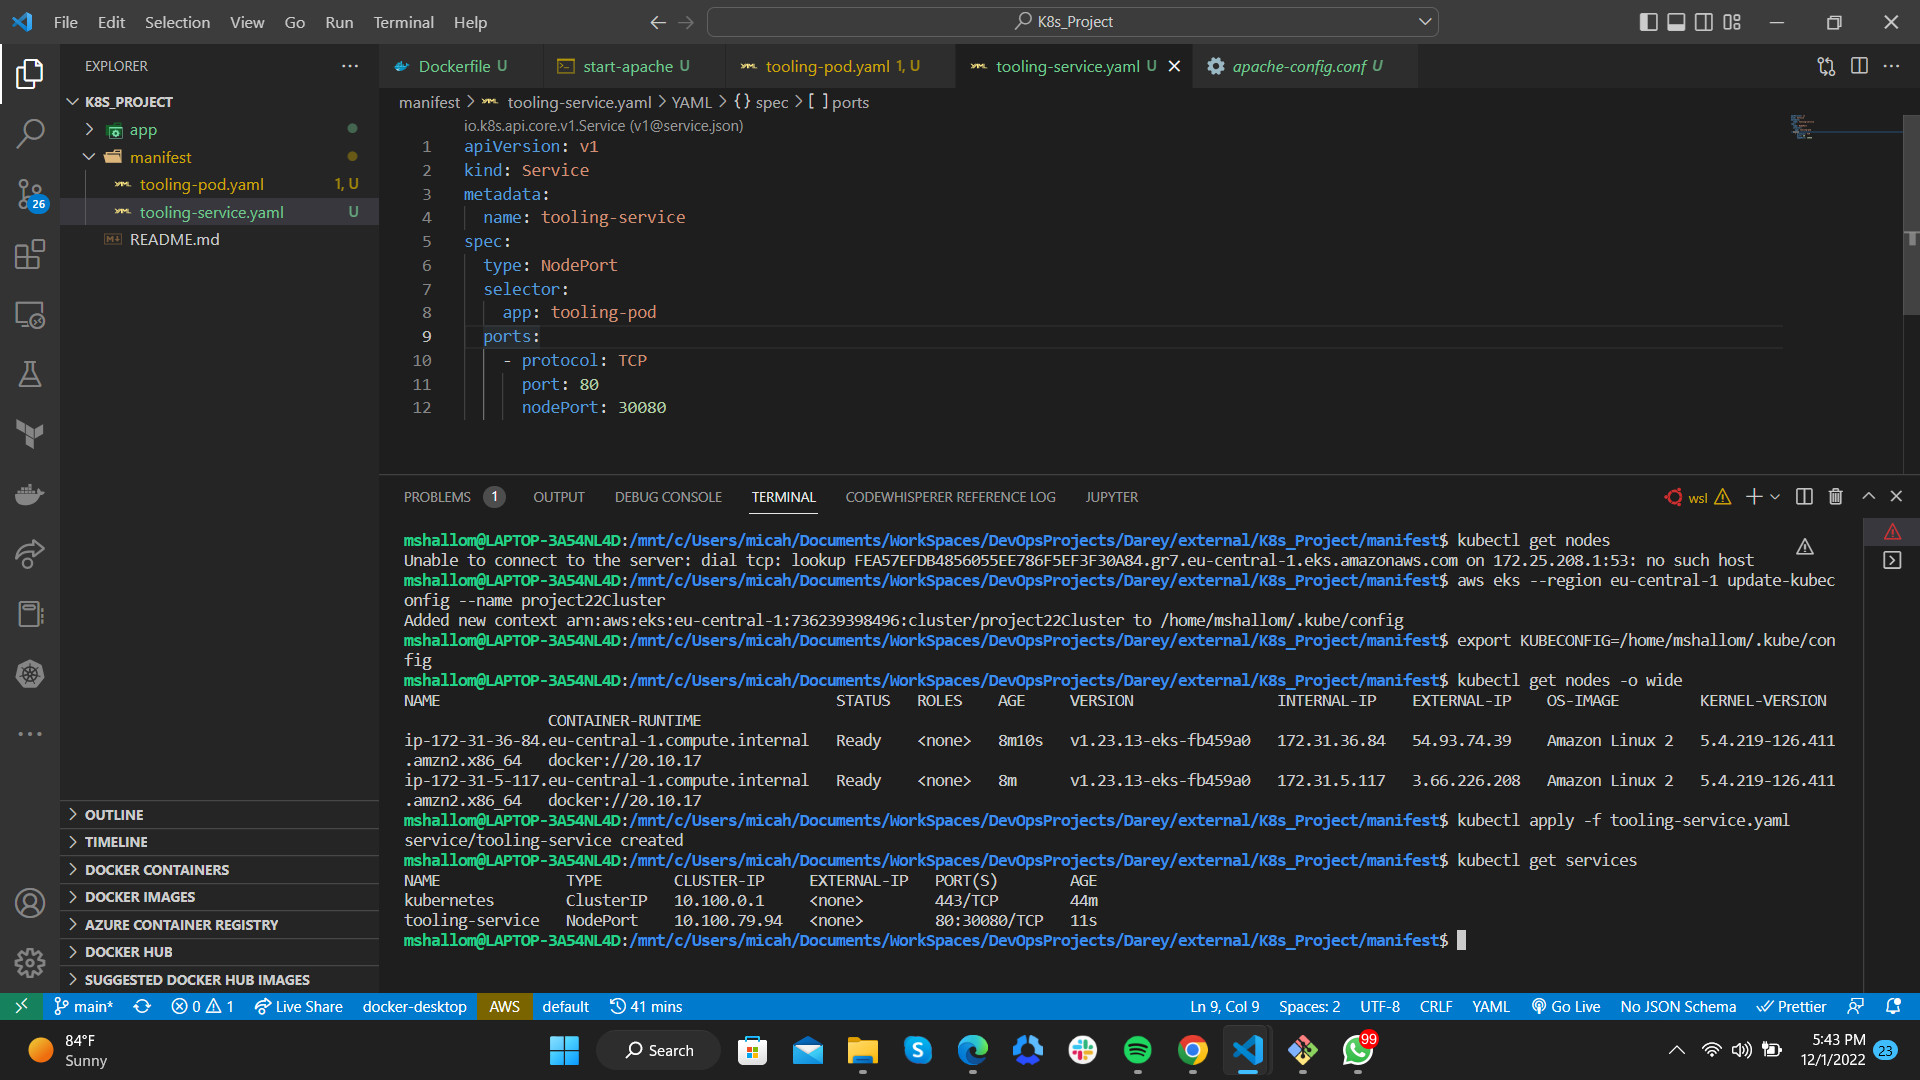 File Edit Selection View Go Run Terminal Help
K8s_Project
EXPLORER
K8S_PROJECT
app
manifest
tooling-pod.yaml 1, U
tooling-service.yaml U
README.md
OUTLINE
TIMELINE
DOCKER CONTAINERS
DOCKER IMAGES
AZURE CONTAINER REGISTRY
DOCKER HUB
SUGGESTED DOCKER HUB IMAGES
26
Dockerfile U
start-apache U
tooling-pod.yaml 1, U
tooling-service.yaml U
apache-config.conf U
manifest > tooling-service.yaml > YAML > {} spec > [ ] ports
io.k8s.api.core.v1.Service (v1@service.json)
1 apiVersion: v1
2 kind: Service
3 metadata:
4 name: tooling-service
5 spec:
6 type: NodePort
7 selector:
8 app: tooling-pod
9 ports:
10 - protocol: TCP
11 port: 80
12 nodePort: 30080
PROBLEMS 1 OUTPUT DEBUG CONSOLE TERMINAL CODEWHISPERER REFERENCE LOG JUPYTER
wsl
mshallom@LAPTOP-3A54NL4D:/mnt/c/Users/micah/Documents/WorkSpaces/DevOpsProjects/Darey/external/K8s_Project/manifest$ kubectl get nodes
Unable to connect to the server: dial tcp: lookup FEA57EFDB4856055EE786F5EF3F30A84.gr7.eu-central-1.eks.amazonaws.com on 172.25.208.1:53: no such host
mshallom@LAPTOP-3A54NL4D:/mnt/c/Users/micah/Documents/WorkSpaces/DevOpsProjects/Darey/external/K8s_Project/manifest$ aws eks --region eu-central-1 update-kubec
onfig --name project22Cluster
Added new context arn:aws:eks:eu-central-1:736239398496:cluster/project22Cluster to /home/mshallom/.kube/config
mshallom@LAPTOP-3A54NL4D:/mnt/c/Users/micah/Documents/WorkSpaces/DevOpsProjects/Darey/external/K8s_Project/manifest$ export KUBECONFIG=/home/mshallom/.kube/con
fig
mshallom@LAPTOP-3A54NL4D:/mnt/c/Users/micah/Documents/WorkSpaces/DevOpsProjects/Darey/external/K8s_Project/manifest$ kubectl get nodes -o wide
NAME STATUS ROLES AGE VERSION INTERNAL-IP EXTERNAL-IP OS-IMAGE KERNEL-VERSION
CONTAINER-RUNTIME
ip-172-31-36-84.eu-central-1.compute.internal Ready <none> 8m10s v1.23.13-eks-fb459a0 172.31.36.84 54.93.74.39 Amazon Linux 2 5.4.219-126.411
.amzn2.x86_64 docker://20.10.17
ip-172-31-5-117.eu-central-1.compute.internal Ready <none> 8m v1.23.13-eks-fb459a0 172.31.5.117 3.66.226.208 Amazon Linux 2 5.4.219-126.411
.amzn2.x86_64 docker://20.10.17
mshallom@LAPTOP-3A54NL4D:/mnt/c/Users/micah/Documents/WorkSpaces/DevOpsProjects/Darey/external/K8s_Project/manifest$ kubectl apply -f tooling-service.yaml
service/tooling-service created
mshallom@LAPTOP-3A54NL4D:/mnt/c/Users/micah/Documents/WorkSpaces/DevOpsProjects/Darey/external/K8s_Project/manifest$ kubectl get services
NAME TYPE CLUSTER-IP EXTERNAL-IP PORT(S) AGE
kubernetes ClusterIP 10.100.0.1 <none> 443/TCP 44m
tooling-service NodePort 10.100.79.94 <none> 80:30080/TCP 11s
mshallom@LAPTOP-3A54NL4D:/mnt/c/Users/micah/Documents/WorkSpaces/DevOpsProjects/Darey/external/K8s_Project/manifest$
main* 0 1 Live Share docker-desktop AWS default 41 mins Ln 9, Col 9 Spaces: 2 UTF-8 CRLF YAML Go Live No JSON Schema Prettier
84°F
Sunny
Search
99
5:43 PM
12/1/2022
23